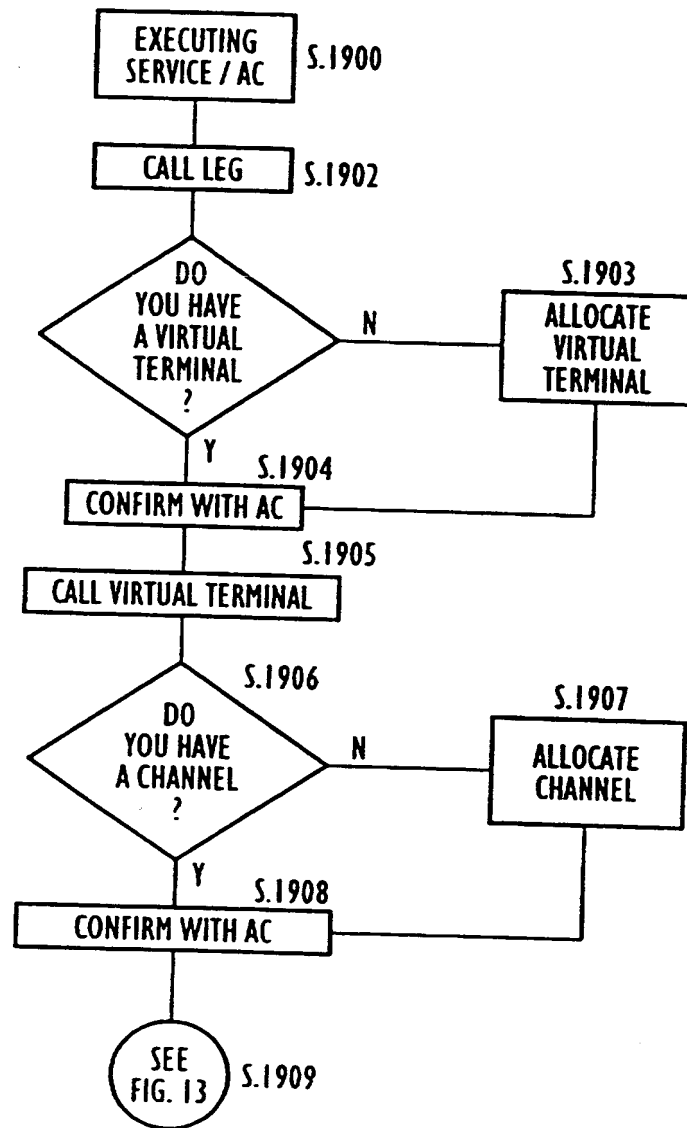 EXECUTING
SERVICE / AC
S.1900
CALL LEG
S.1902
DO
YOU HAVE
A VIRTUAL
TERMINAL
?
N
S.1903
ALLOCATE
VIRTUAL
TERMINAL
Y
S.1904
CONFIRM WITH AC
S.1905
CALL VIRTUAL TERMINAL
S.1906
DO
YOU HAVE
A CHANNEL
?
N
S.1907
ALLOCATE
CHANNEL
Y
S.1908
CONFIRM WITH AC
SEE
FIG. 13
S.1909